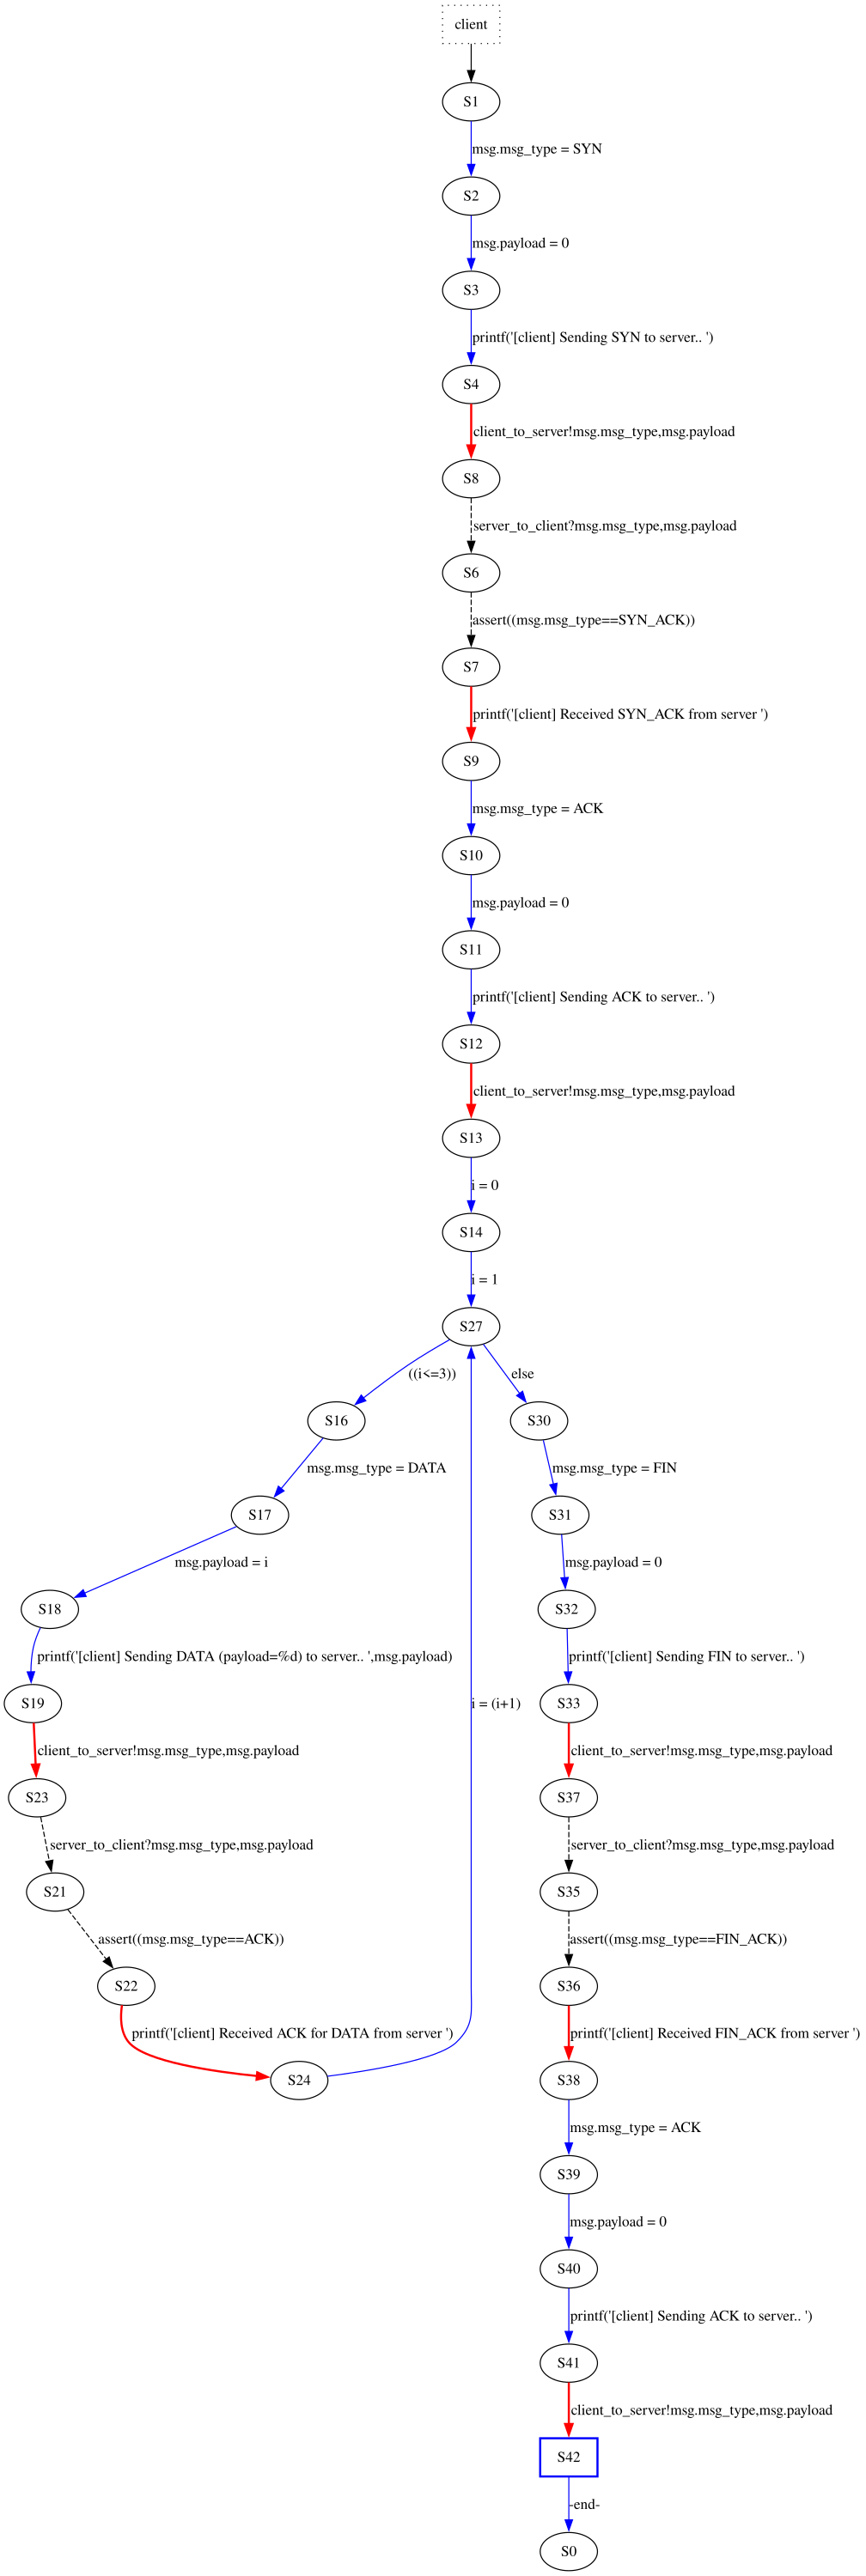 client
S1
msg.msg_type = SYN
S2
msg.payload = 0
S3
printf('[client] Sending SYN to server.. ')
S4
client_to_server!msg.msg_type,msg.payload
S8
server_to_client?msg.msg_type,msg.payload
S6
assert((msg.msg_type==SYN_ACK))
S7
printf('[client] Received SYN_ACK from server ')
S9
msg.msg_type = ACK
S10
msg.payload = 0
S11
printf('[client] Sending ACK to server.. ')
S12
client_to_server!msg.msg_type,msg.payload
S13
i = 0
S14
i = 1
S27
((i<=3))
else
S16
S30
msg.msg_type = DATA
msg.msg_type = FIN
S17
S31
msg.payload = i
msg.payload = 0
S18
S32
printf('[client] Sending DATA (payload=%d) to server.. ',msg.payload)
printf('[client] Sending FIN to server.. ')
S19
i = (i+1)
S33
client_to_server!msg.msg_type,msg.payload
client_to_server!msg.msg_type,msg.payload
S23
S37
server_to_client?msg.msg_type,msg.payload
server_to_client?msg.msg_type,msg.payload
S21
S35
assert((msg.msg_type==ACK))
assert((msg.msg_type==FIN_ACK))
S22
S36
printf('[client] Received ACK for DATA from server ')
printf('[client] Received FIN_ACK from server ')
S24
S38
msg.msg_type = ACK
S39
msg.payload = 0
S40
printf('[client] Sending ACK to server.. ')
S41
client_to_server!msg.msg_type,msg.payload
S42
-end-
S0